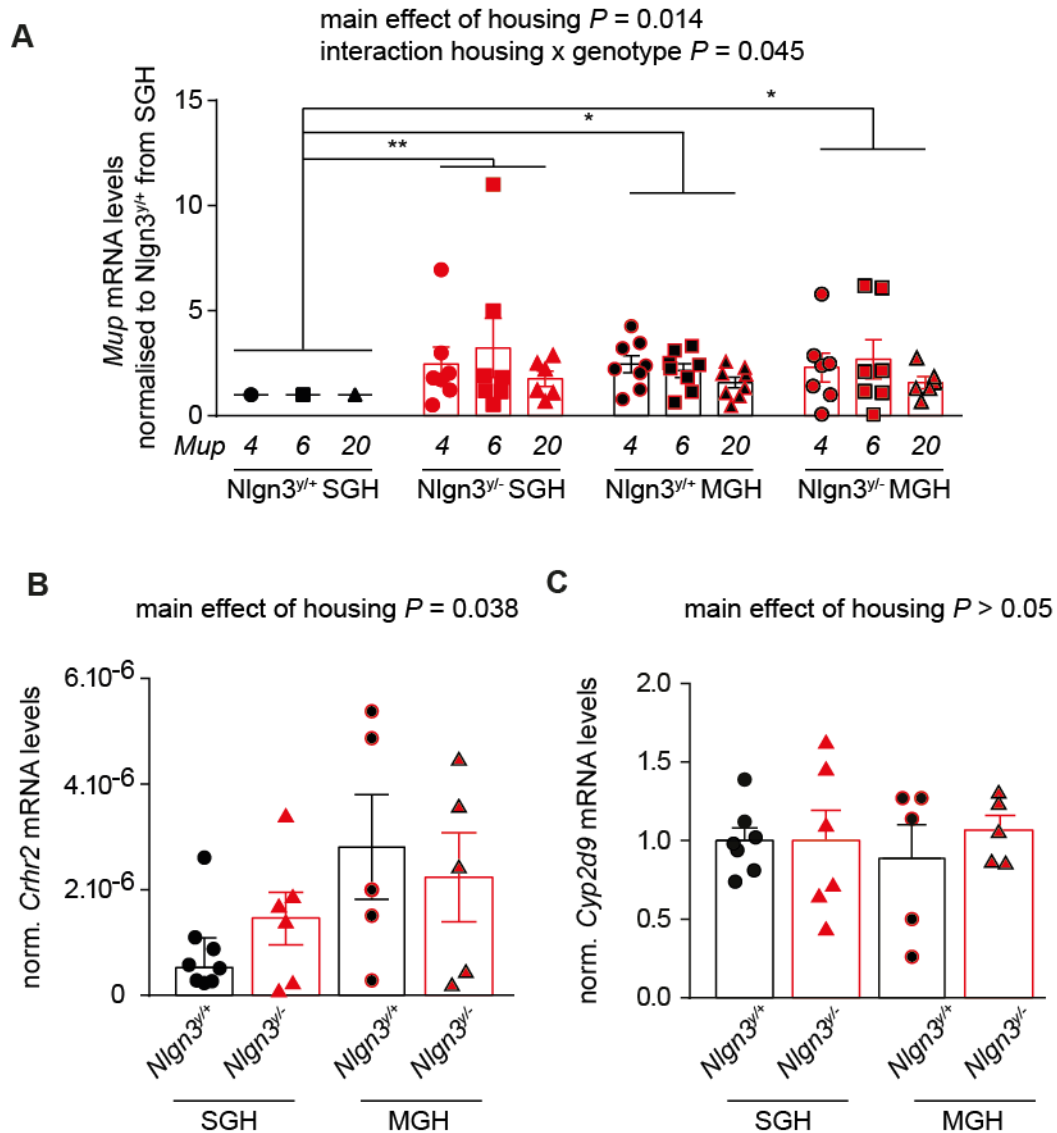 A
main effect of housing P = 0.014
interaction housing x genotype P = 0.045
Mup mRNA levels
normalised to Nlgn3y/+ from SGH
15
10
5
0
**
*
*
Mup 4 6 20 4 6 20 4 6 20 4 6 20
Nlgn3y/+ SGH Nlgn3y/- SGH Nlgn3y/+ MGH Nlgn3y/- MGH
B
main effect of housing P = 0.038
norm. Crhr2 mRNA levels
6.10-6
4.10-6
2.10-6
0
Nlgn3y/+ Nlgn3y/- Nlgn3y/+ Nlgn3y/-
SGH MGH
C
main effect of housing P > 0.05
norm. Cyp2d9 mRNA levels
2.0
1.5
1.0
0.5
0.0
Nlgn3y/+ Nlgn3y/- Nlgn3y/+ Nlgn3y/-
SGH MGH